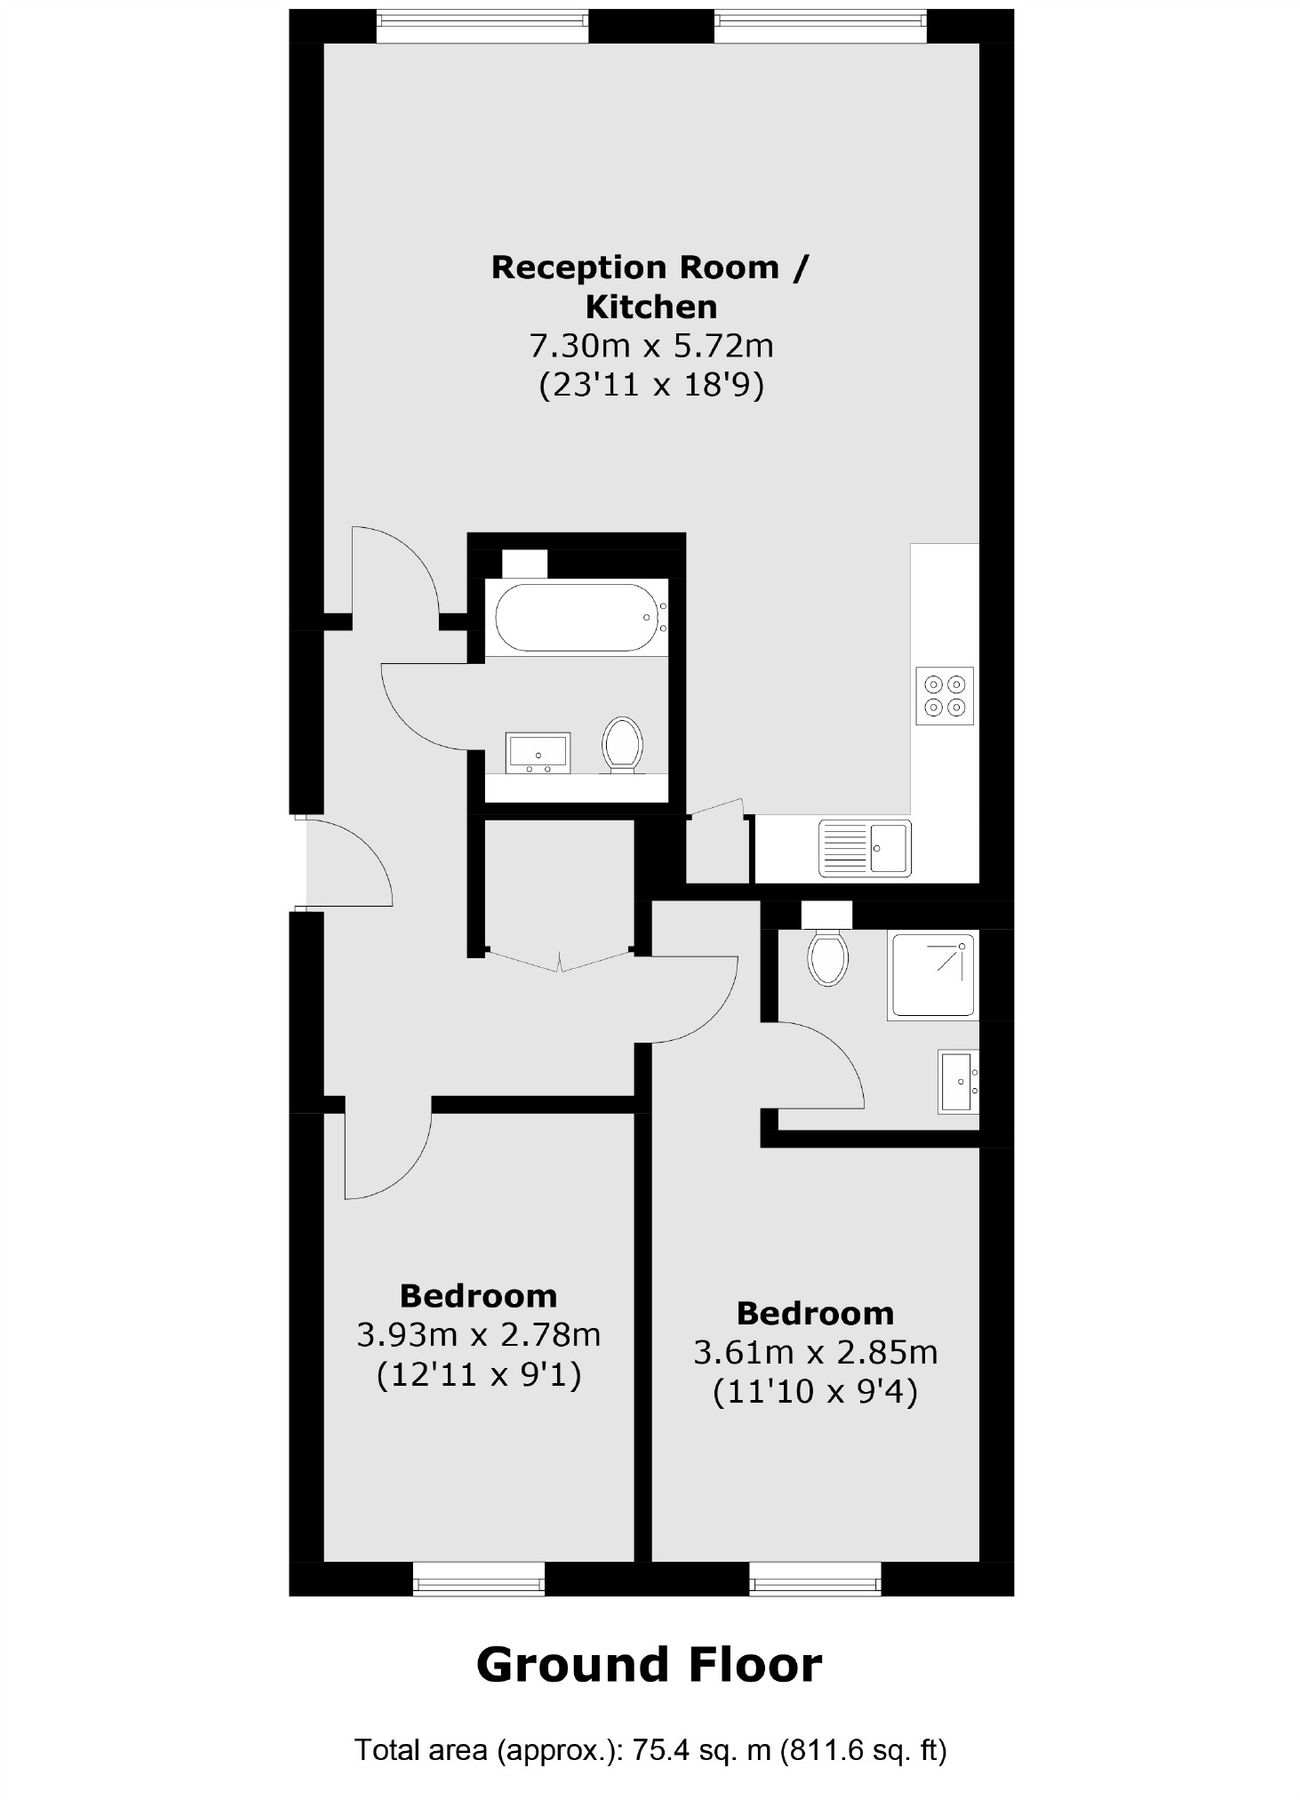 Reception Room /
Kitchen
7.30m x 5.72m
(23'11 x 18'9)
Bedroom
3.93m x 2.78m
(12'11 x 9'1)
Bedroom
3.61m x 2.85m
(11'10 x 9'4)
Ground Floor
Total area (approx.): 75.4 sq. m (811.6 sq. ft)